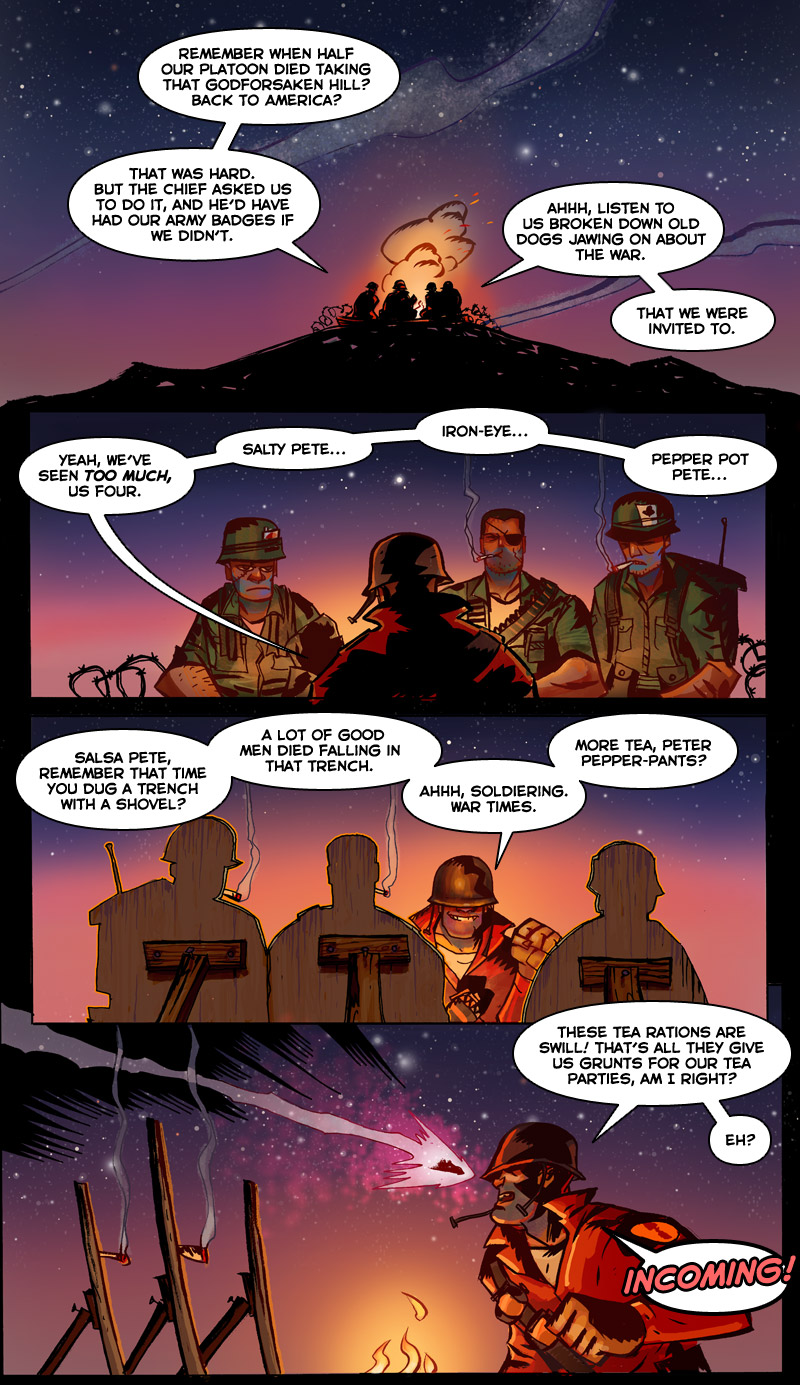 REMEMBER WHEN HALF
OUR PLATOON DIED TAKING
THAT GODFORSAKEN HILL?
BACK TO AMERICA?
THAT WAS HARD.
BUT THE CHIEF ASKED US
TO DO IT, AND HE'D HAVE
HAD OUR ARMY BADGES IF
WE DIDN'T.
AHHH, LISTEN TO
US BROKEN DOWN OLD
DOGS JAWING ON ABOUT
THE WAR.
THAT WE WERE
INVITED TO.
YEAH, WE'VE
SEEN TOO MUCH,
US FOUR.
SALTY PETE...
IRON-EYE...
PEPPER POT
PETE...
SALSA PETE,
REMEMBER THAT TIME
YOU DUG A TRENCH
WITH A SHOVEL?
A LOT OF GOOD
MEN DIED FALLING IN
THAT TRENCH.
AHHH, SOLDIERING.
WAR TIMES.
MORE TEA, PETER
PEPPER-PANTS?
THESE TEA RATIONS ARE
SWILL! THAT'S ALL THEY GIVE
US GRUNTS FOR OUR TEA
PARTIES, AM I RIGHT?
EH?
INCOMING!